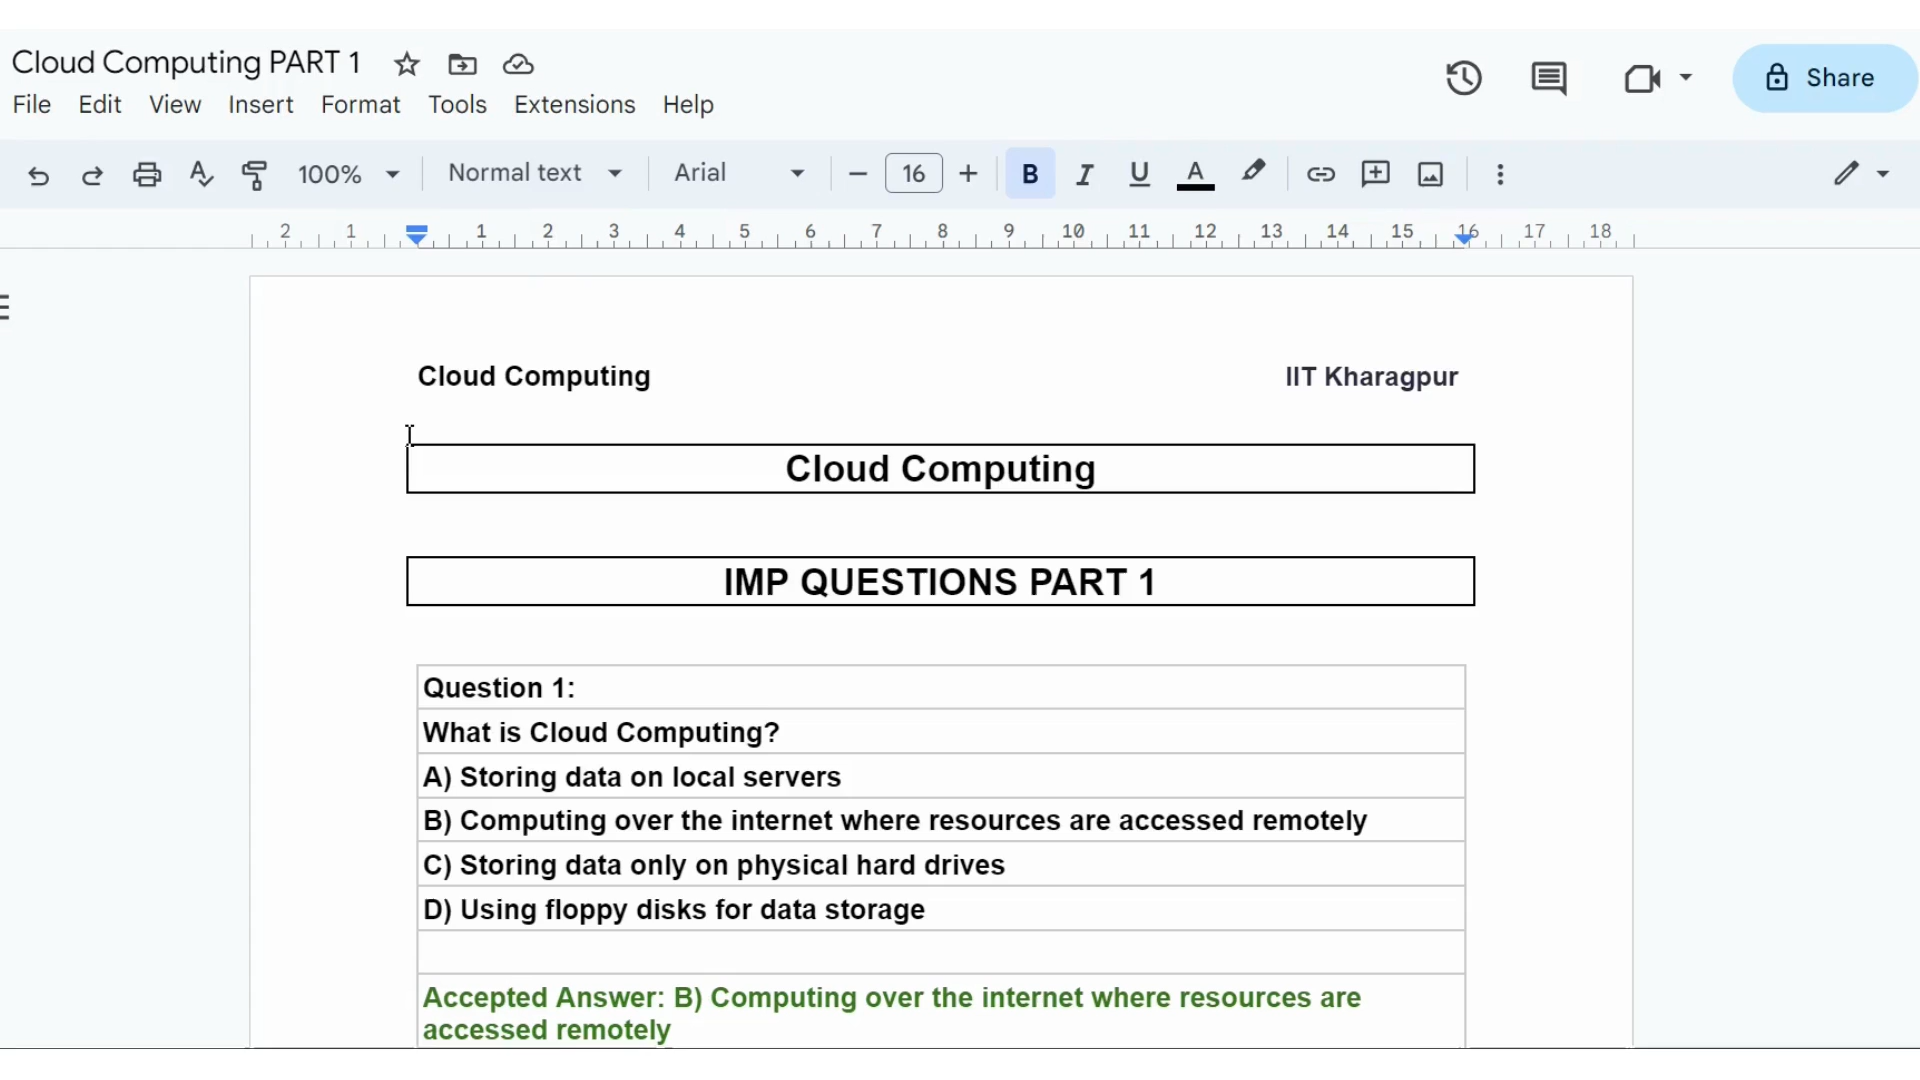 Cloud Computing PART 1
File Edit View Insert Format Tools Extensions Help
Share
100% Normal text Arial 16 B I U A
2 1 1 2 3 4 5 6 7 8 9 10 11 12 13 14 15 16 17 18
Cloud Computing IIT Kharagpur
Cloud Computing
IMP QUESTIONS PART 1
Question 1:
What is Cloud Computing?
A) Storing data on local servers
B) Computing over the internet where resources are accessed remotely
C) Storing data only on physical hard drives
D) Using floppy disks for data storage
Accepted Answer: B) Computing over the internet where resources are
accessed remotely